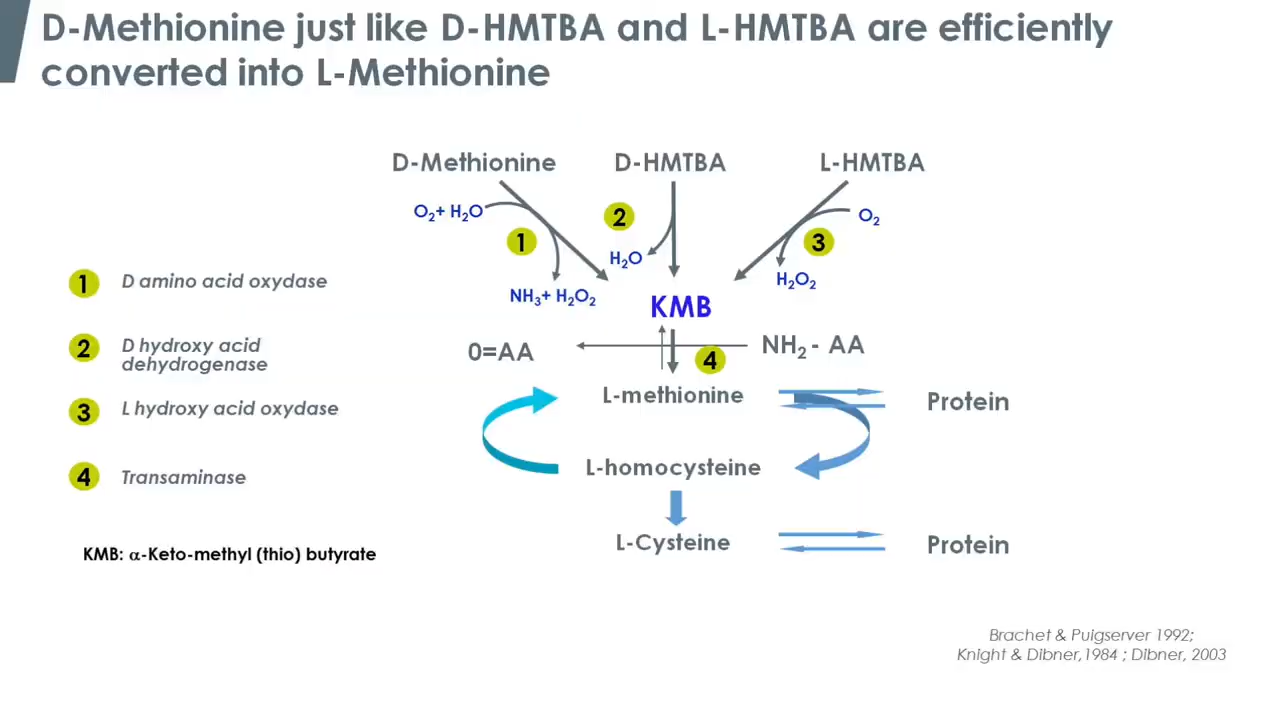 D-Methionine just like D-HMTBA and L-HMTBA are efficiently
converted into L-Methionine
D-Methionine D-HMTBA L-HMTBA
O₂+ H₂O 2 O₂
1 3
H₂O
H₂O₂
NH₃+ H₂O₂
KMB
1 D amino acid oxydase
2 D hydroxy acid
dehydrogenase
3 L hydroxy acid oxydase
4 Transaminase
KMB: α-Keto-methyl (thio) butyrate
0=AA 4 NH₂ - AA
L-methionine Protein
L-homocysteine
L-Cysteine Protein
Brachet & Puigserver 1992;
Knight & Dibner,1984 ; Dibner, 2003